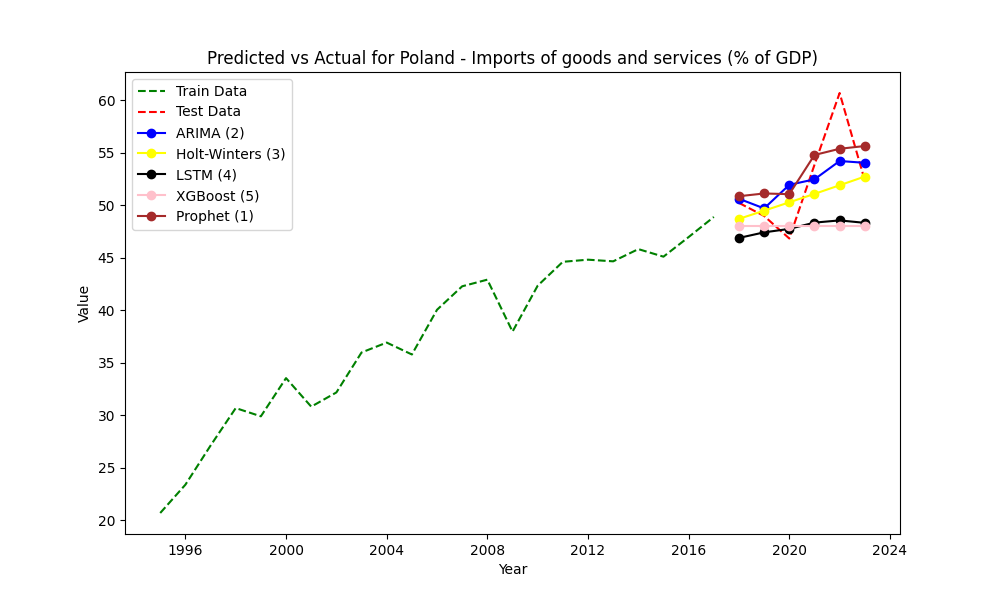 Predicted vs Actual for Poland - Imports of goods and services (% of GDP)
Train Data
Test Data
ARIMA (2)
Holt-Winters (3)
LSTM (4)
XGBoost (5)
Prophet (1)
60
55
50
45
40
35
30
25
20
Value
1996 2000 2004 2008 2012 2016 2020 2024
Year